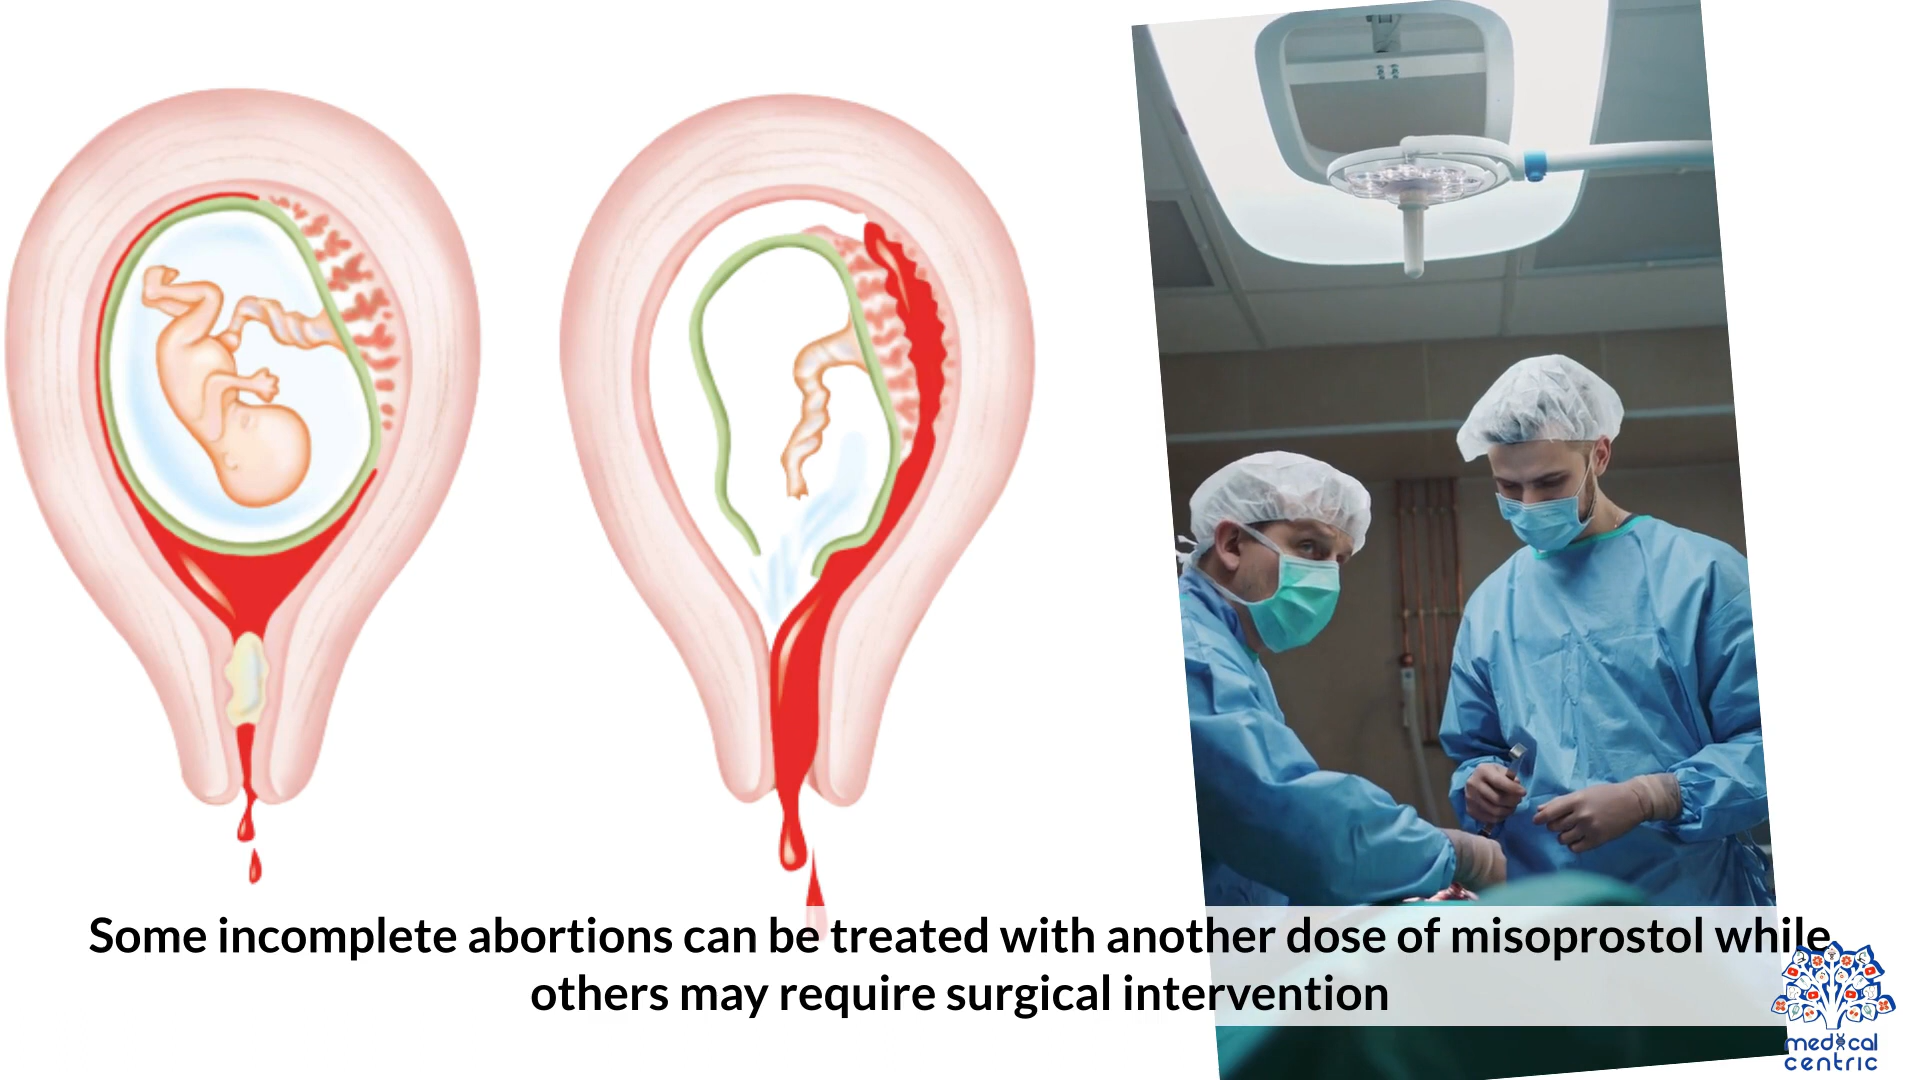 Some incomplete abortions can be treated with another dose of misoprostol while
others may require surgical intervention
medical
centric